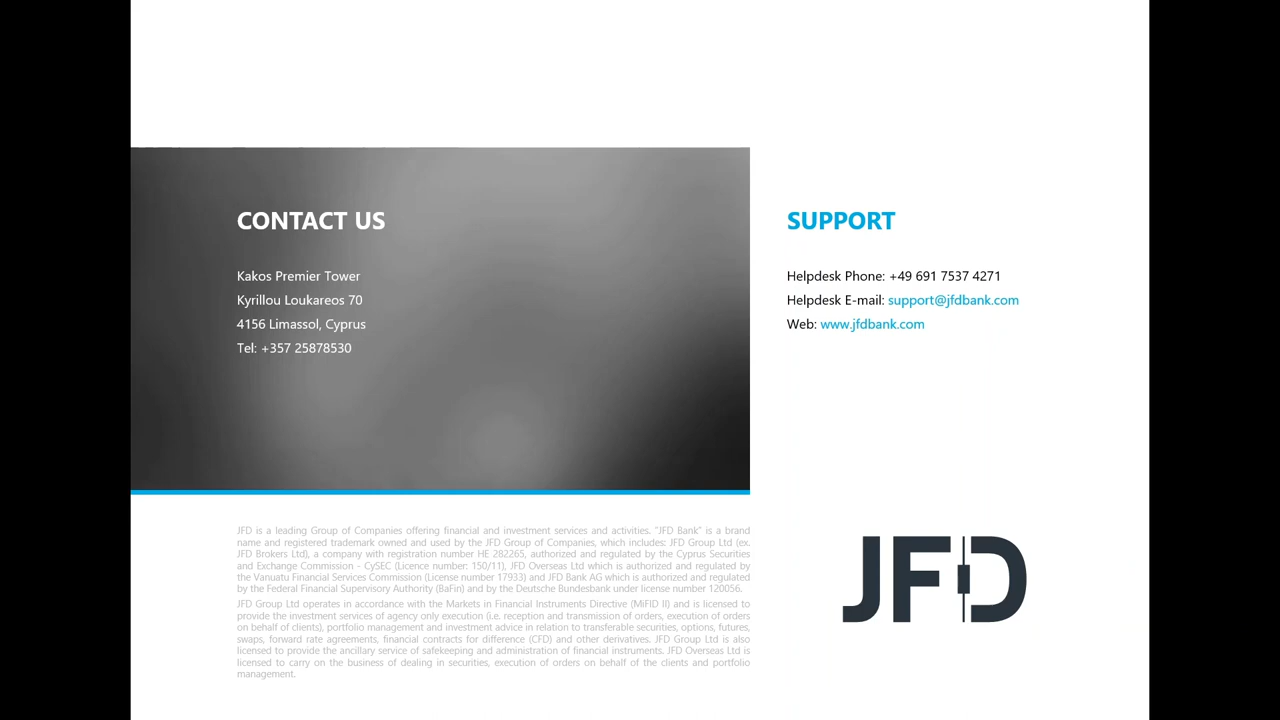 CONTACT US
Kakos Premier Tower
Kyrillou Loukareos 70
4156 Limassol, Cyprus
Tel: +357 25878530
SUPPORT
Helpdesk Phone: +49 691 7537 4271
Helpdesk E-mail: support@jfdbank.com
Web: www.jfdbank.com
JFD is a leading Group of Companies offering financial and investment services and activities. "JFD Bank" is a brand
name and registered trademark owned and used by the JFD Group of Companies, which includes: JFD Group Ltd (ex.
JFD Brokers Ltd), a company with registration number HE 282265, authorized and regulated by the Cyprus Securities
and Exchange Commission - CySEC (Licence number: 150/11), JFD Overseas Ltd which is authorized and regulated by
the Vanuatu Financial Services Commission (License number 17933) and JFD Bank AG which is authorized and regulated
by the Federal Financial Supervisory Authority (BaFin) and by the Deutsche Bundesbank under license number 120056.
JFD Group Ltd operates in accordance with the Markets in Financial Instruments Directive (MiFID II) and is licensed to
provide the investment services of agency only execution (i.e. reception and transmission of orders, execution of orders
on behalf of clients), portfolio management and investment advice in relation to transferable securities, options, futures,
swaps, forward rate agreements, financial contracts for difference (CFD) and other derivatives. JFD Group Ltd is also
licensed to provide the ancillary service of safekeeping and administration of financial instruments. JFD Overseas Ltd is
licensed to carry on the business of dealing in securities, execution of orders on behalf of the clients and portfolio
management.
JFD